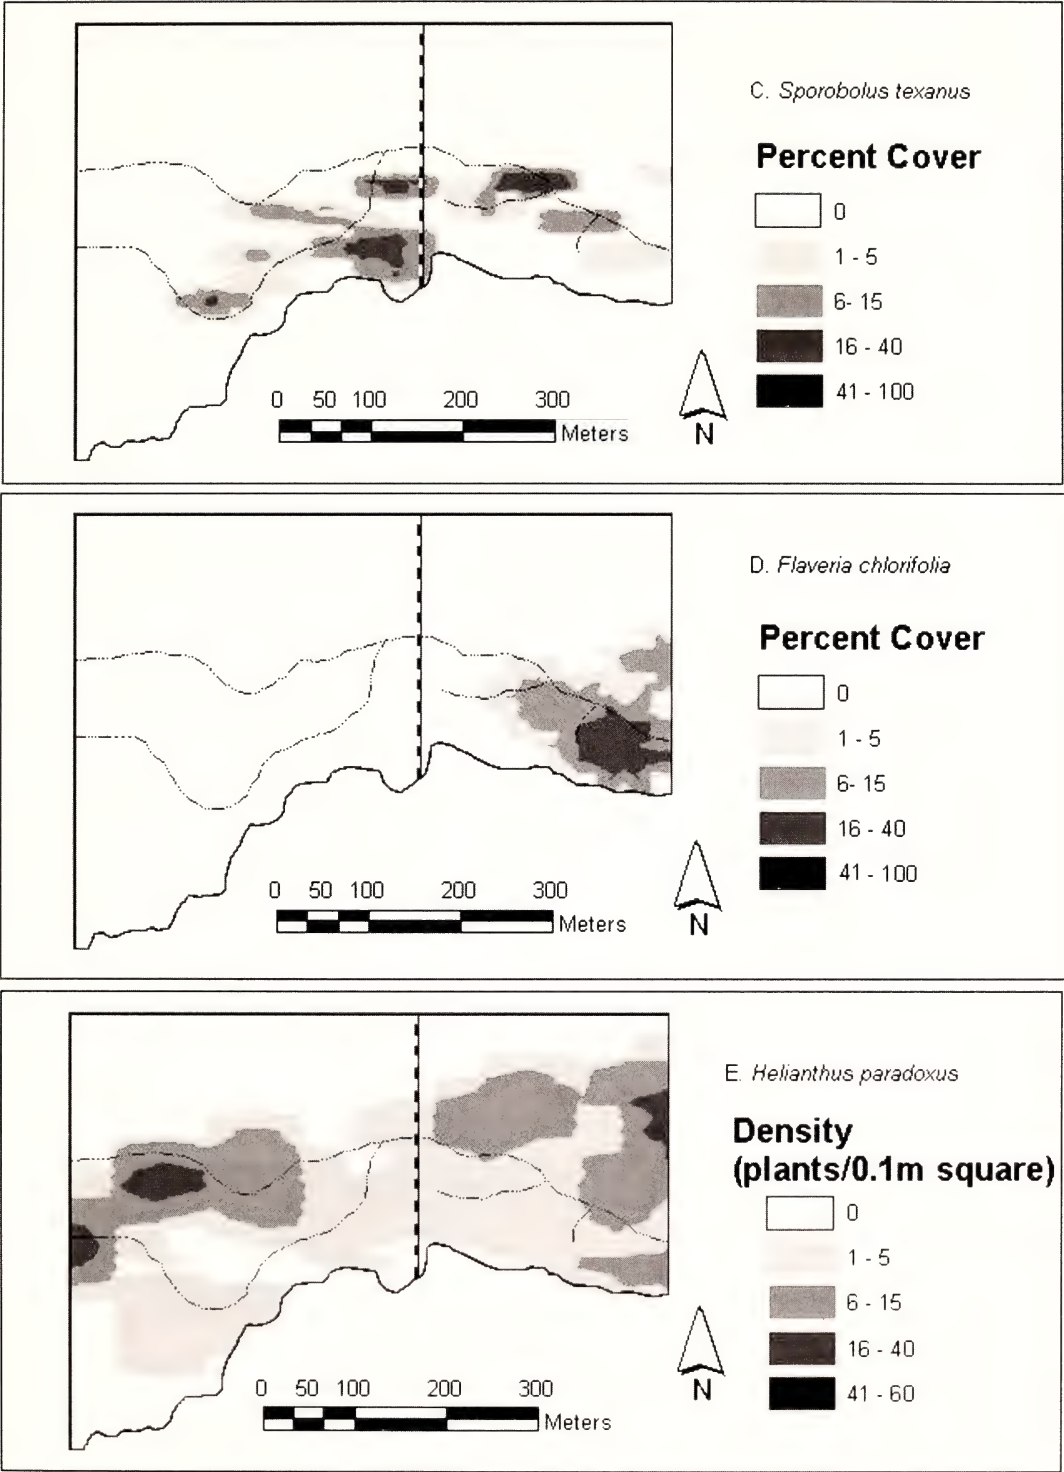 C. Sporobolus texanus
Percent Cover
0
1 - 5
6- 15
16 - 40
41 - 100
0 50 100 200 300
Meters
N
D. Flaveria chlorifolia
Percent Cover
0
1 - 5
6- 15
16 - 40
41 - 100
0 50 100 200 300
Meters
N
E. Helianthus paradoxus
Density
(plants/0.1m square)
0
1 - 5
6 - 15
16 - 40
41 - 60
0 50 100 200 300
Meters
N